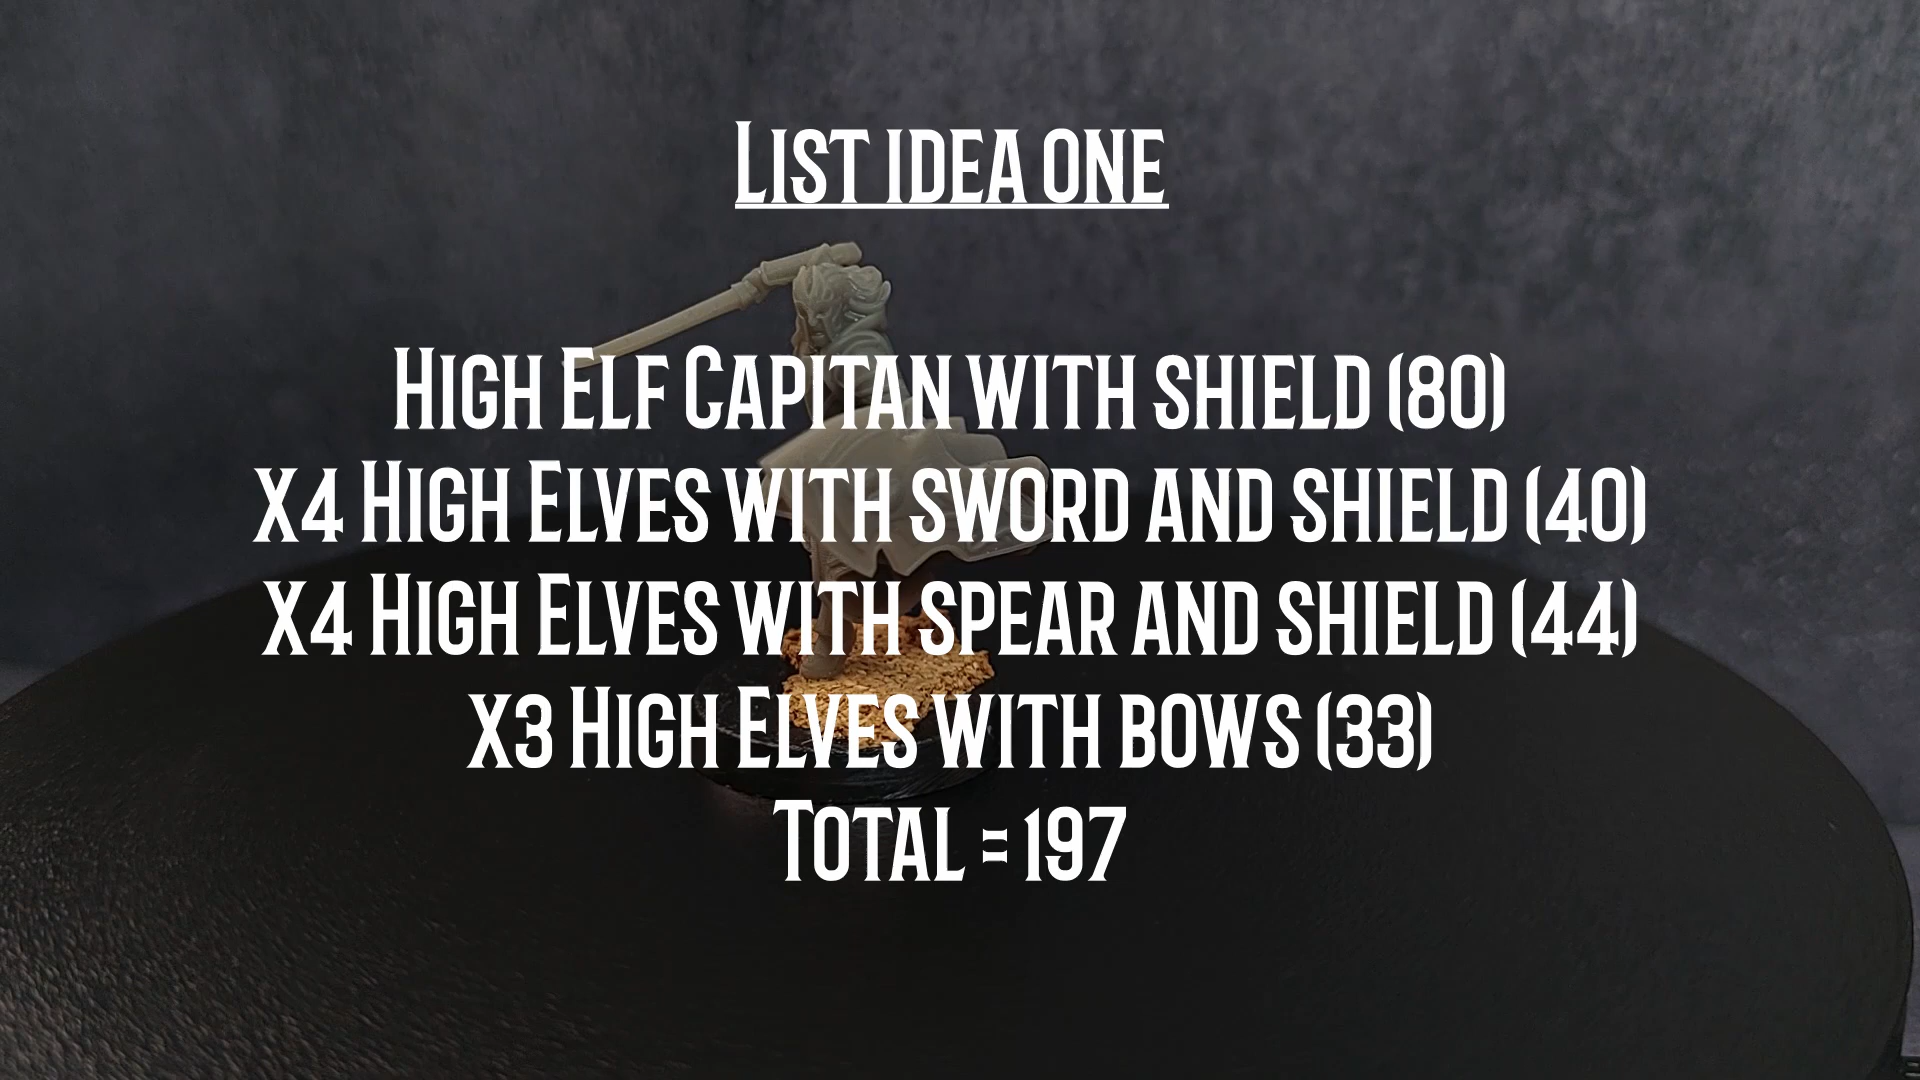 List idea one
High Elf Capitan with shield (80)
x4 High Elves with sword and shield (40)
x4 High Elves with spear and shield (44)
x3 High Elves with bows (33)
Total = 197